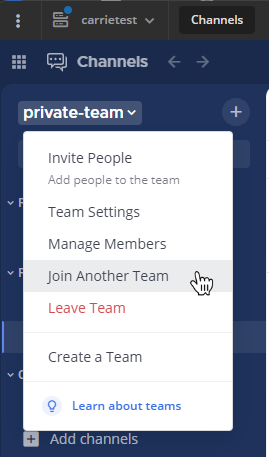 carrietest
Channels
Channels
private-team
Invite People
Add people to the team
Team Settings
Manage Members
Join Another Team
Leave Team
Create a Team
Learn about teams
Add channels